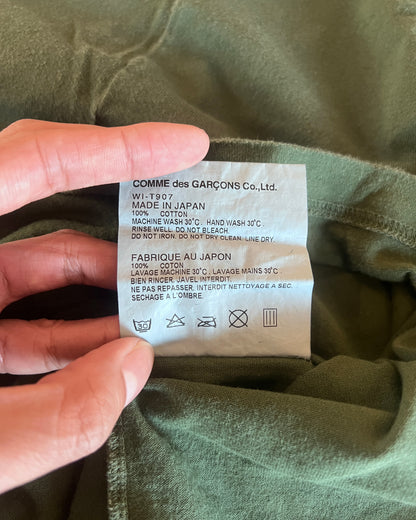 COMME des GARÇONS Co.,Ltd.
WI-T907
MADE IN JAPAN
100% COTTON
MACHINE WASH 30°C , HAND WASH 30°C .
RINSE WELL. DO NOT BLEACH.
DO NOT IRON. DO NOT DRY CLEAN. LINE DRY.
FABRIQUE AU JAPON
100% COTON
LAVAGE MACHINE 30°C , LAVAGE MAINS 30°C .
BIEN RINCER, JAVEL INTERDIT.
NE PAS REPASSER, INTERDIT NETTOYAGE A SEC.
SECHAGE A L'OMBRE.
30